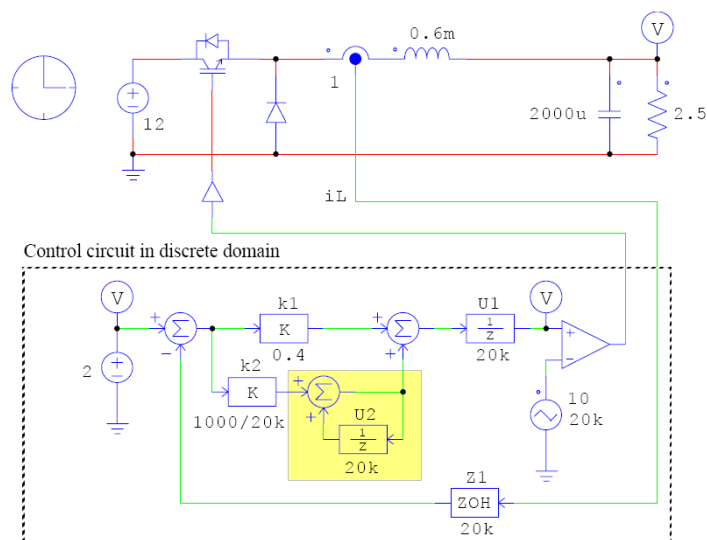 0.6m
V
12
1
2000u
2.5
iL
Control circuit in discrete domain
V
k1
U1
V
Σ
K
Σ
1/Z
2
0.4
20k
k2
K
Σ
10
1000/20k
U2
20k
1/Z
20k
Z1
ZOH
20k